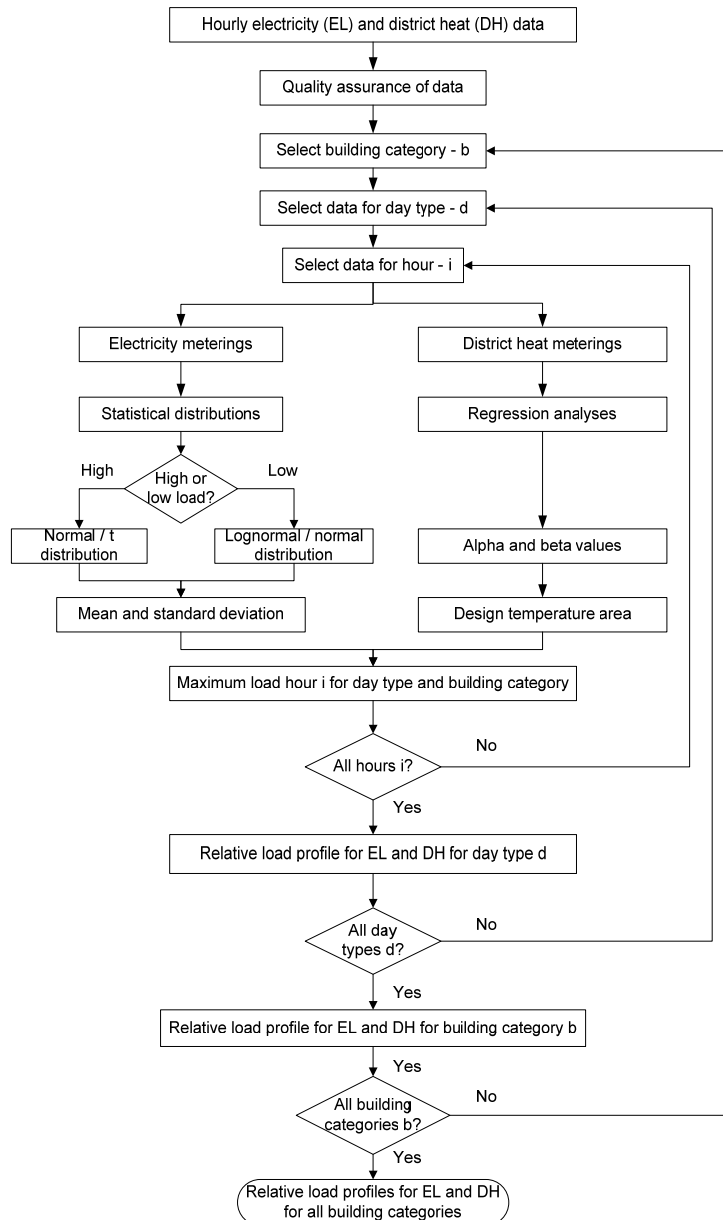 Hourly electricity (EL) and district heat (DH) data
Quality assurance of data
Select building category - b
Select data for day type - d
Select data for hour - i
Electricity meterings
District heat meterings
Statistical distributions
Regression analyses
High
Low
High or
low load?
Normal / t
distribution
Lognormal / normal
distribution
Alpha and beta values
Mean and standard deviation
Design temperature area
Maximum load hour i for day type and building category
No
All hours i?
Yes
Relative load profile for EL and DH for day type d
No
All day
types d?
Yes
Relative load profile for EL and DH for building category b
Yes
No
All building
categories b?
Yes
Relative load profiles for EL and DH
for all building categories